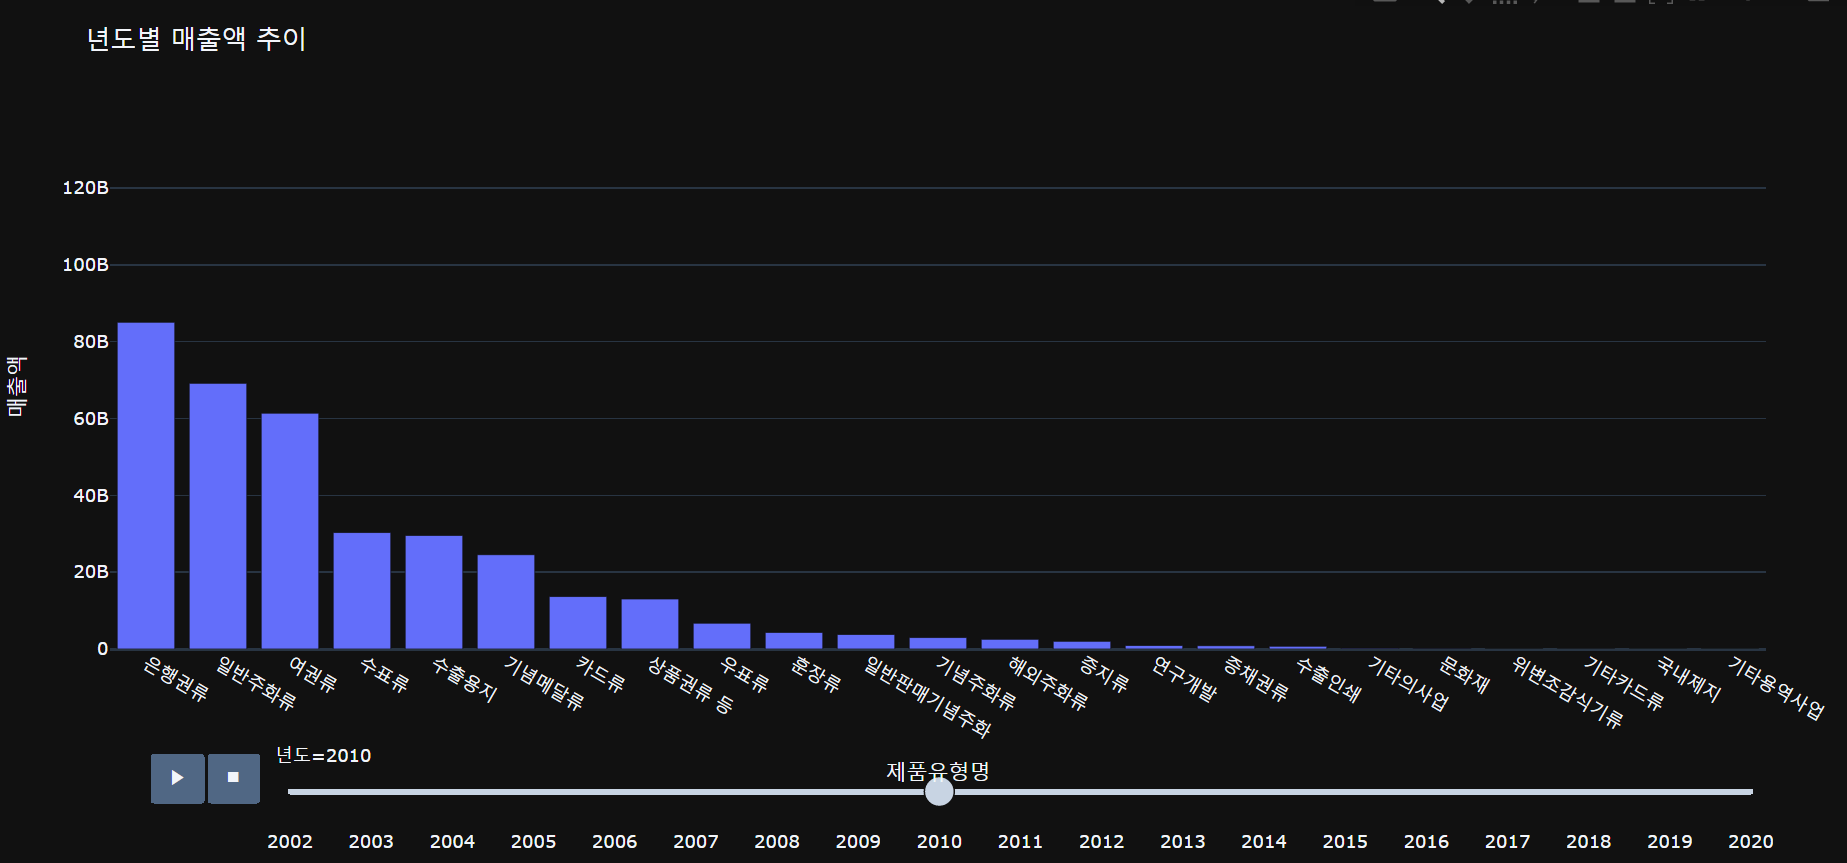 년도별 매출액 추이
120B
100B
80B
60B
40B
20B
0
매출액
은행권류
일반주화류
여권류
수표류
수출용지
기념메달류
카드류
상품권류 등
우표류
훈장류
일반판매기념주화
기념주화류
해외주화류
증지류
연구개발
증채권류
수출인쇄
기타의사업
문화재
위변조감식기류
기타카드류
국내제지
기타용역사업
년도=2010
제품유형명
2002 2003 2004 2005 2006 2007 2008 2009 2010 2011 2012 2013 2014 2015 2016 2017 2018 2019 2020